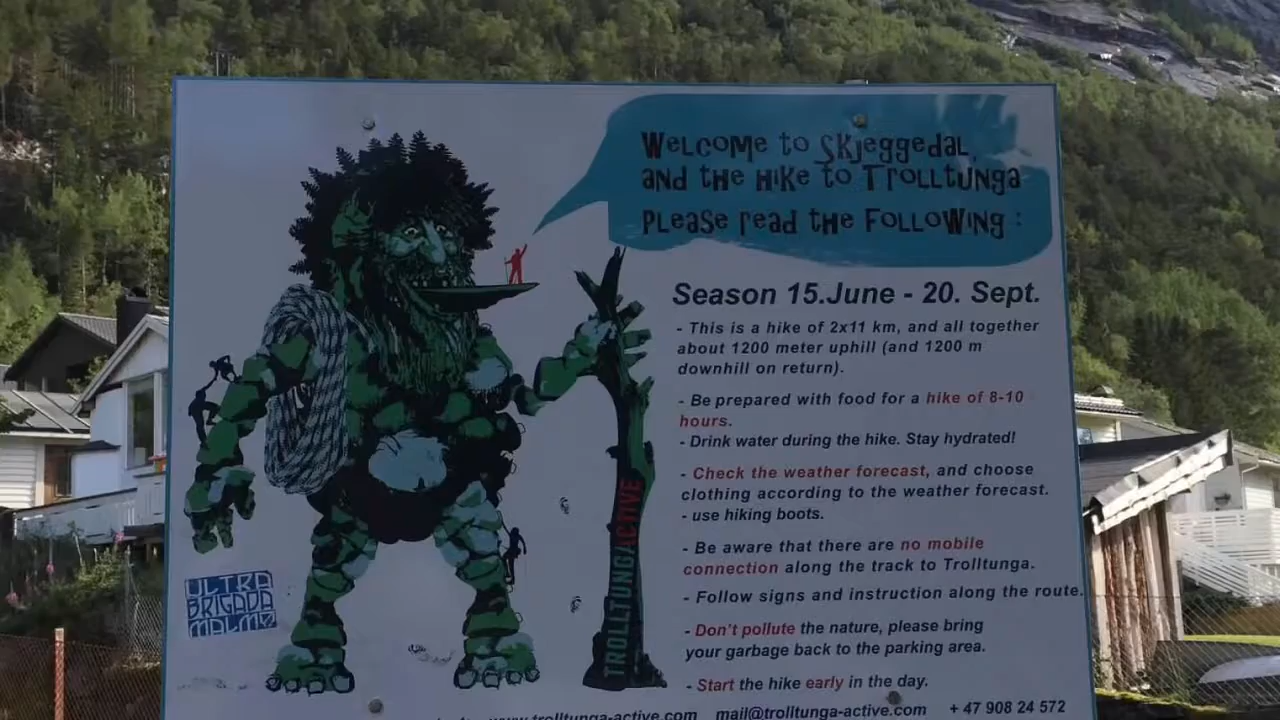 Welcome to Skjeggedal,
and the Hike to Trolltunga
Please read the Following :
Season 15.June - 20. Sept.
- This is a hike of 2x11 km, and all together
about 1200 meter uphill (and 1200 m
downhill on return).
- Be prepared with food for a hike of 8-10
hours.
- Drink water during the hike. Stay hydrated!
- Check the weather forecast, and choose
clothing according to the weather forecast.
- use hiking boots.
- Be aware that there are no mobile
connection along the track to Trolltunga.
- Follow signs and instruction along the route.
- Don't pollute the nature, please bring
your garbage back to the parking area.
- Start the hike early in the day.
www.trolltunga-active.com mail@trolltunga-active.com + 47 908 24 572
TROLLTUNGACTIVE
ULTRA
BRIGADA
MALMÖ